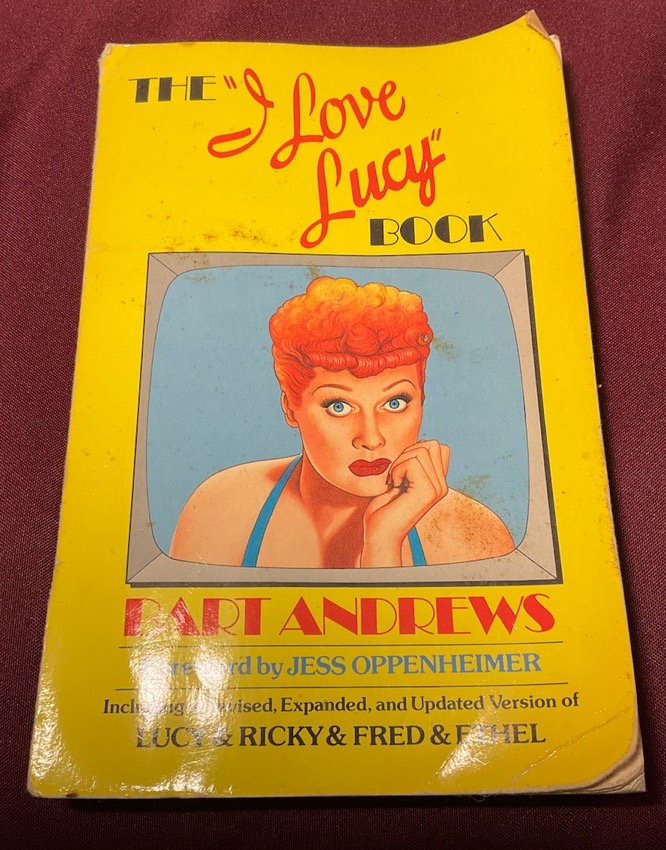 THE "I Love
Lucy"
BOOK
BART ANDREWS
Foreword by JESS OPPENHEIMER
Including a Revised, Expanded, and Updated Version of
LUCY & RICKY & FRED & ETHEL